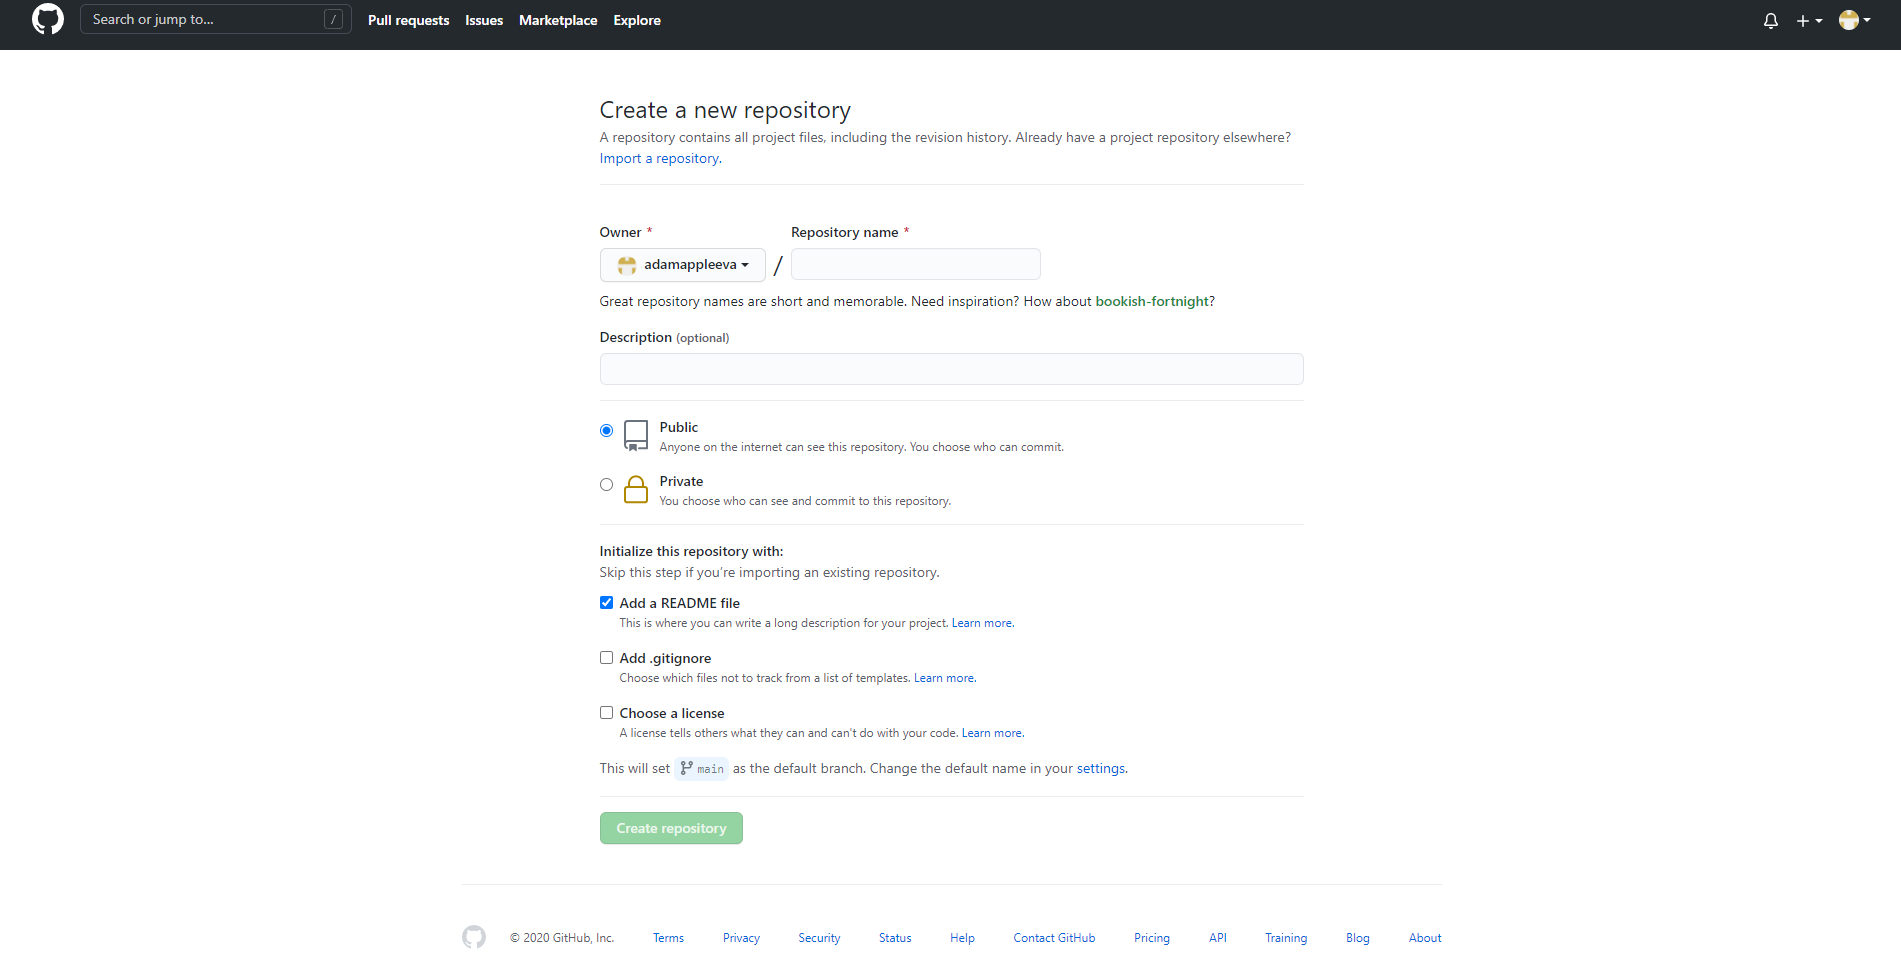 Search or jump to... /
Pull requests Issues Marketplace Explore
Create a new repository
A repository contains all project files, including the revision history. Already have a project repository elsewhere?
Import a repository.
Owner *
Repository name *
adamappleeva / 
Great repository names are short and memorable. Need inspiration? How about bookish-fortnight?
Description (optional)
Public
Anyone on the internet can see this repository. You choose who can commit.
Private
You choose who can see and commit to this repository.
Initialize this repository with:
Skip this step if you're importing an existing repository.
Add a README file
This is where you can write a long description for your project. Learn more.
Add .gitignore
Choose which files not to track from a list of templates. Learn more.
Choose a license
A license tells others what they can and can't do with your code. Learn more.
This will set main as the default branch. Change the default name in your settings.
Create repository
© 2020 GitHub, Inc. Terms Privacy Security Status Help Contact GitHub Pricing API Training Blog About